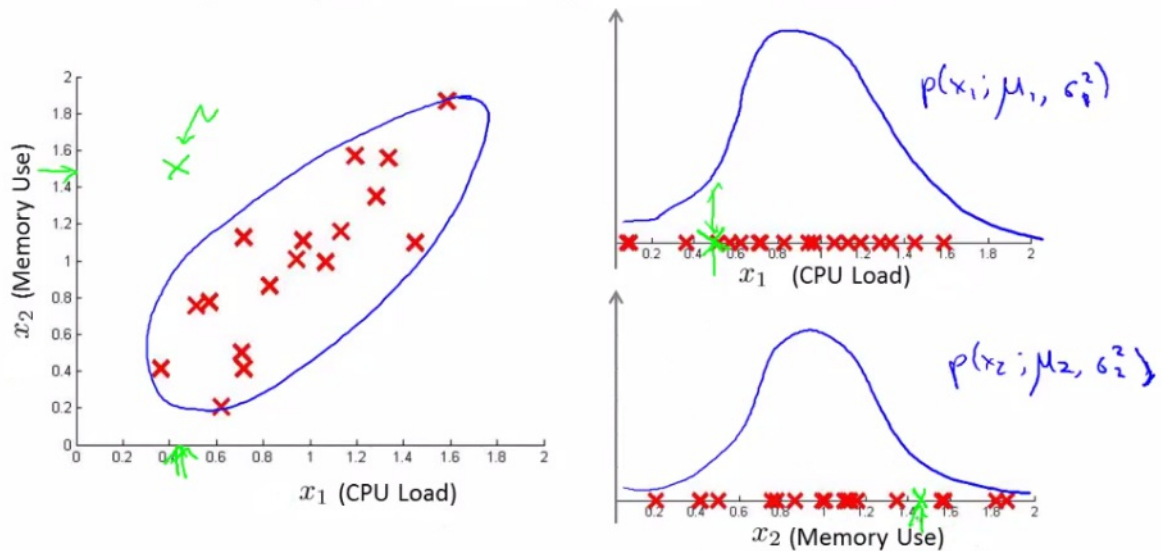 2
1.8
1.6
1.4
1.2
1
0.8
0.6
0.4
0.2
0
x₂ (Memory Use)
0 0.2 0.4 0.6 0.8 1 1.2 1.4 1.6 1.8 2
x₁ (CPU Load)
p(x₁; μ₁, σ₁²)
0.2 0.4 0.6 0.8 1 1.2 1.4 1.6 1.8 2
x₁ (CPU Load)
p(x₂; μ₂, σ₂²)
0.2 0.4 0.6 0.8 1 1.2 1.4 1.6 1.8 2
x₂ (Memory Use)